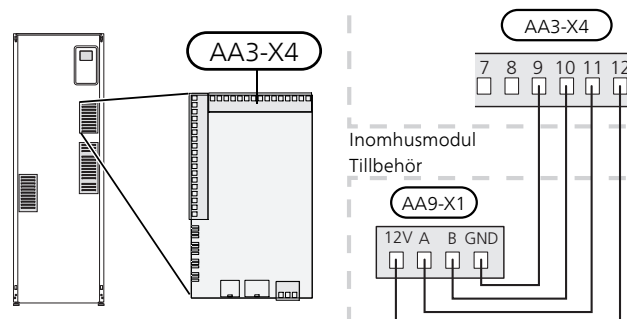 AA3-X4
AA3-X4
7 8 9 10 11 12
Inomhusmodul
Tillbehör
AA9-X1
12V A B GND